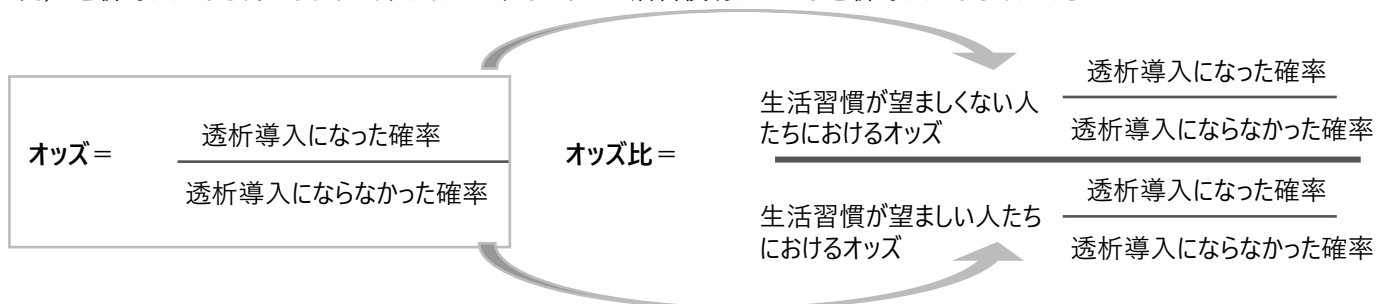 オッズ＝
透析導入になった確率
透析導入にならなかった確率
オッズ比＝
生活習慣が望ましくない人
たちにおけるオッズ
透析導入になった確率
透析導入にならなかった確率
生活習慣が望ましい人たち
におけるオッズ
透析導入になった確率
透析導入にならなかった確率